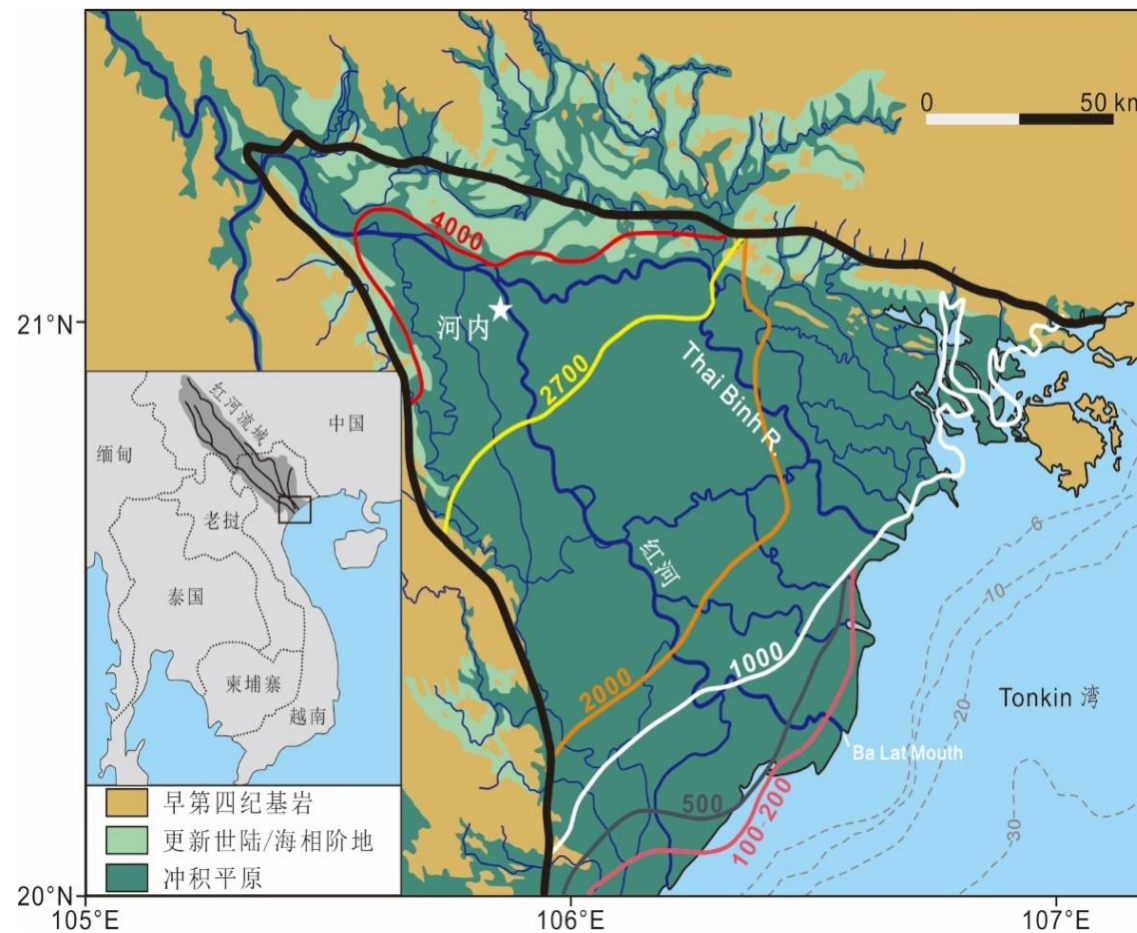 0
50 km
4000
21°N
河内
2700
Thai Binh R.
红河流域
中国
缅甸
老挝
泰国
柬埔寨
越南
红河
6
10
20
30
1000
2000
Tonkin 湾
Ba Lat Mouth
500
100-200
早第四纪基岩
更新世陆/海相阶地
冲积平原
20°N
105°E
106°E
107°E